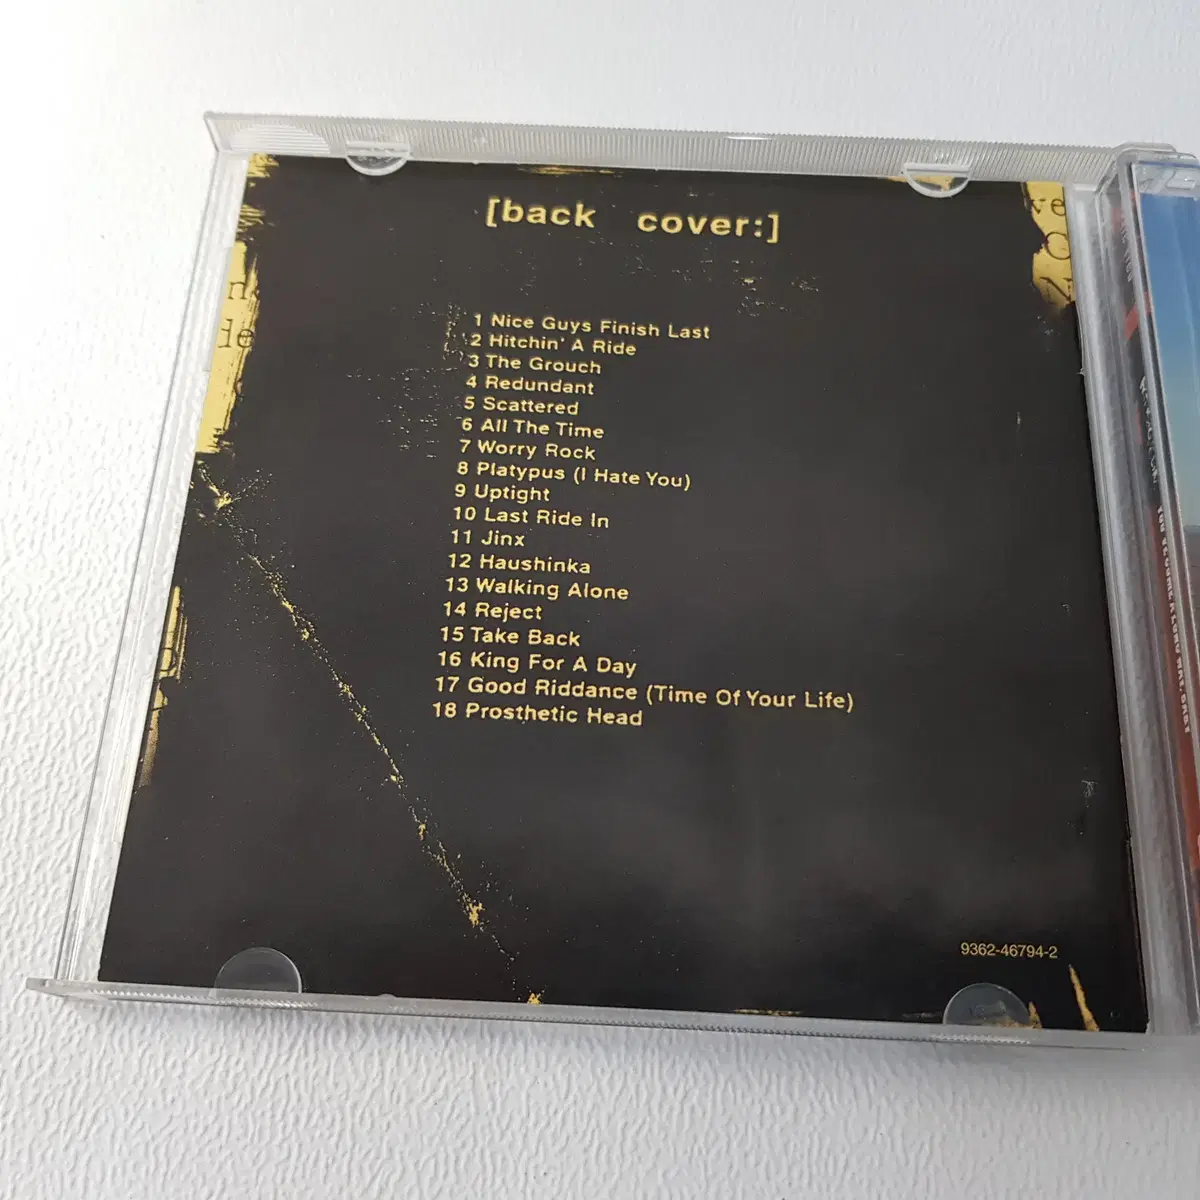 [back cover:]
ve
n
de
1 Nice Guys Finish Last
2 Hitchin' A Ride
3 The Grouch
4 Redundant
5 Scattered
6 All The Time
7 Worry Rock
8 Platypus (I Hate You)
9 Uptight
10 Last Ride In
11 Jinx
12 Haushinka
13 Walking Alone
14 Reject
15 Take Back
16 King For A Day
17 Good Riddance (Time Of Your Life)
18 Prosthetic Head
9362-46794-2